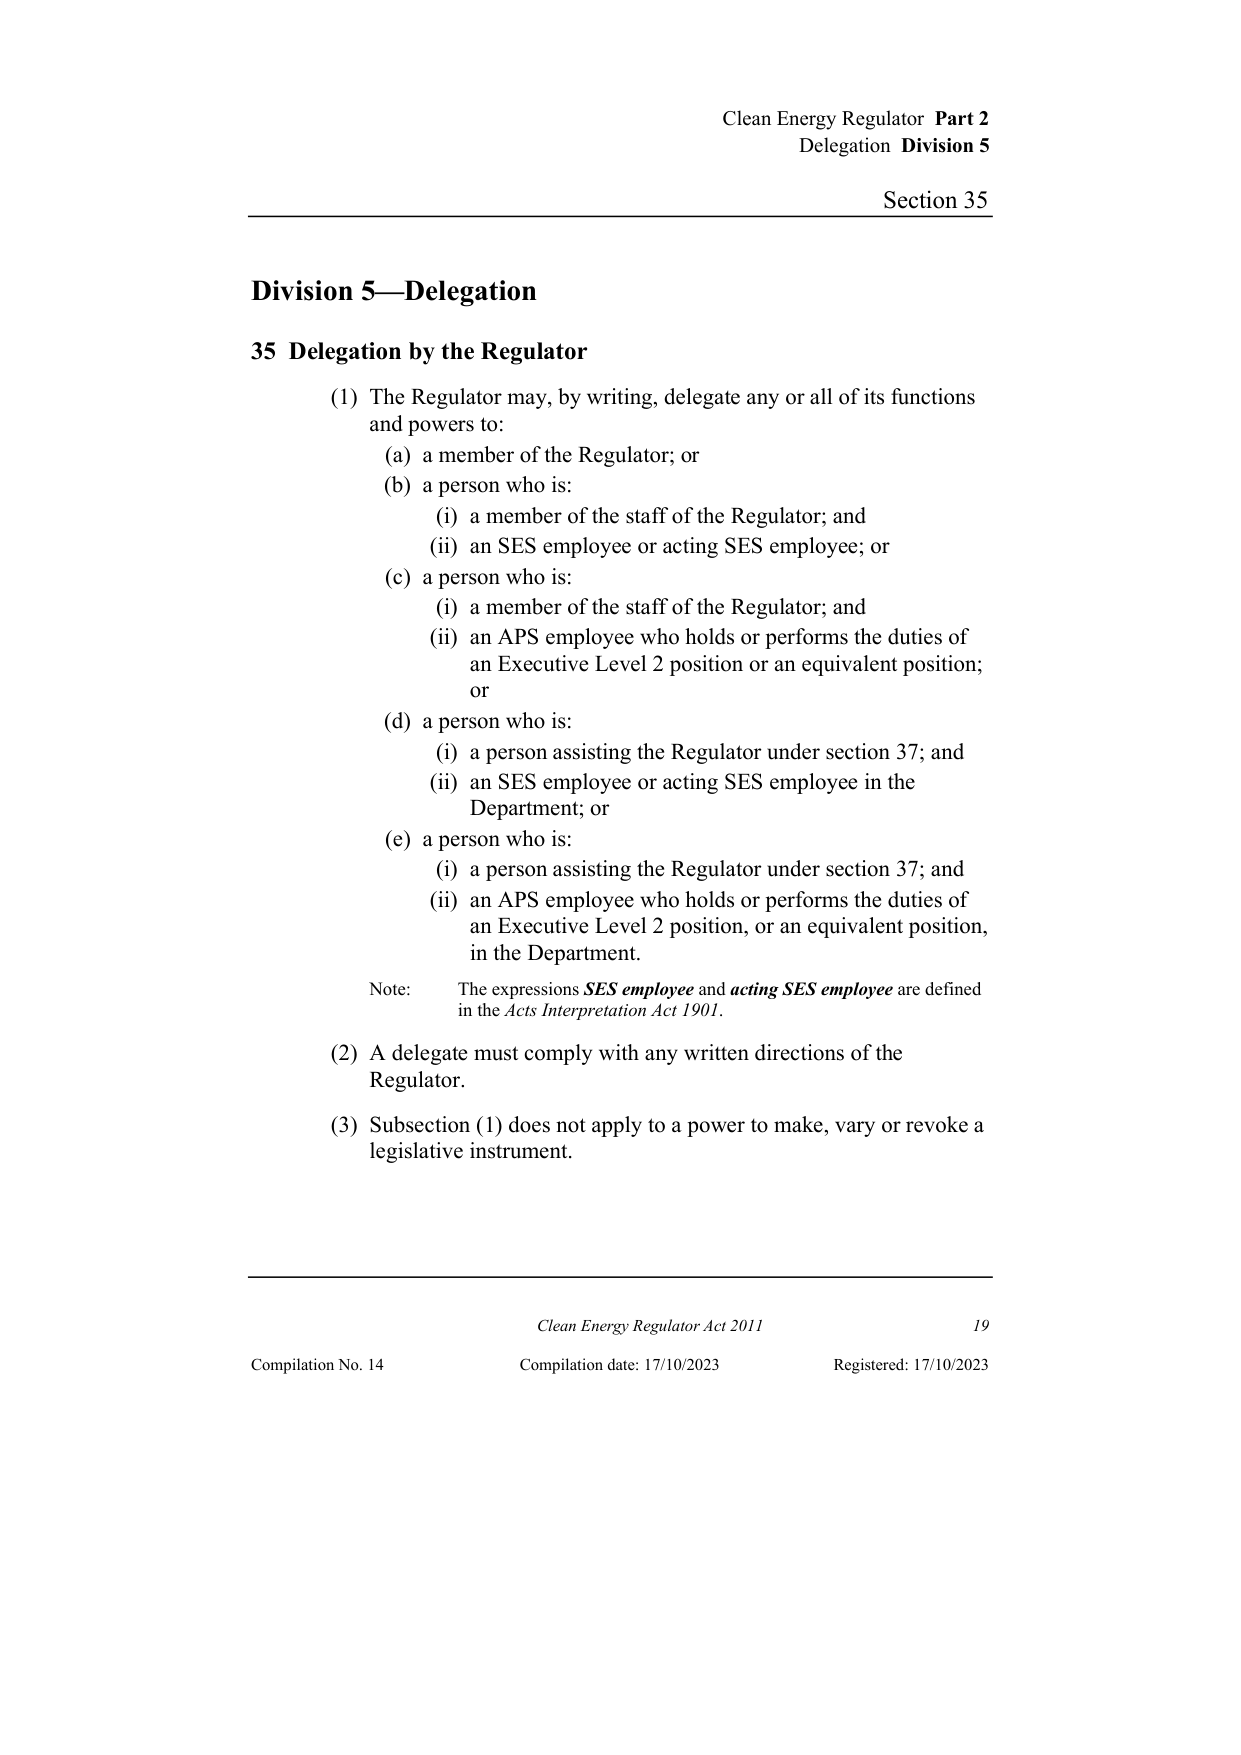 Clean Energy Regulator Part 2
Delegation Division 5
Section 35
Division 5—Delegation
35 Delegation by the Regulator
(1) The Regulator may, by writing, delegate any or all of its functions
and powers to:
(a) a member of the Regulator; or
(b) a person who is:
(i) a member of the staff of the Regulator; and
(ii) an SES employee or acting SES employee; or
(c) a person who is:
(i) a member of the staff of the Regulator; and
(ii) an APS employee who holds or performs the duties of
an Executive Level 2 position or an equivalent position;
or
(d) a person who is:
(i) a person assisting the Regulator under section 37; and
(ii) an SES employee or acting SES employee in the
Department; or
(e) a person who is:
(i) a person assisting the Regulator under section 37; and
(ii) an APS employee who holds or performs the duties of
an Executive Level 2 position, or an equivalent position,
in the Department.
Note: The expressions SES employee and acting SES employee are defined
in the Acts Interpretation Act 1901.
(2) A delegate must comply with any written directions of the
Regulator.
(3) Subsection (1) does not apply to a power to make, vary or revoke a
legislative instrument.
Clean Energy Regulator Act 2011 19
Compilation No. 14 Compilation date: 17/10/2023 Registered: 17/10/2023